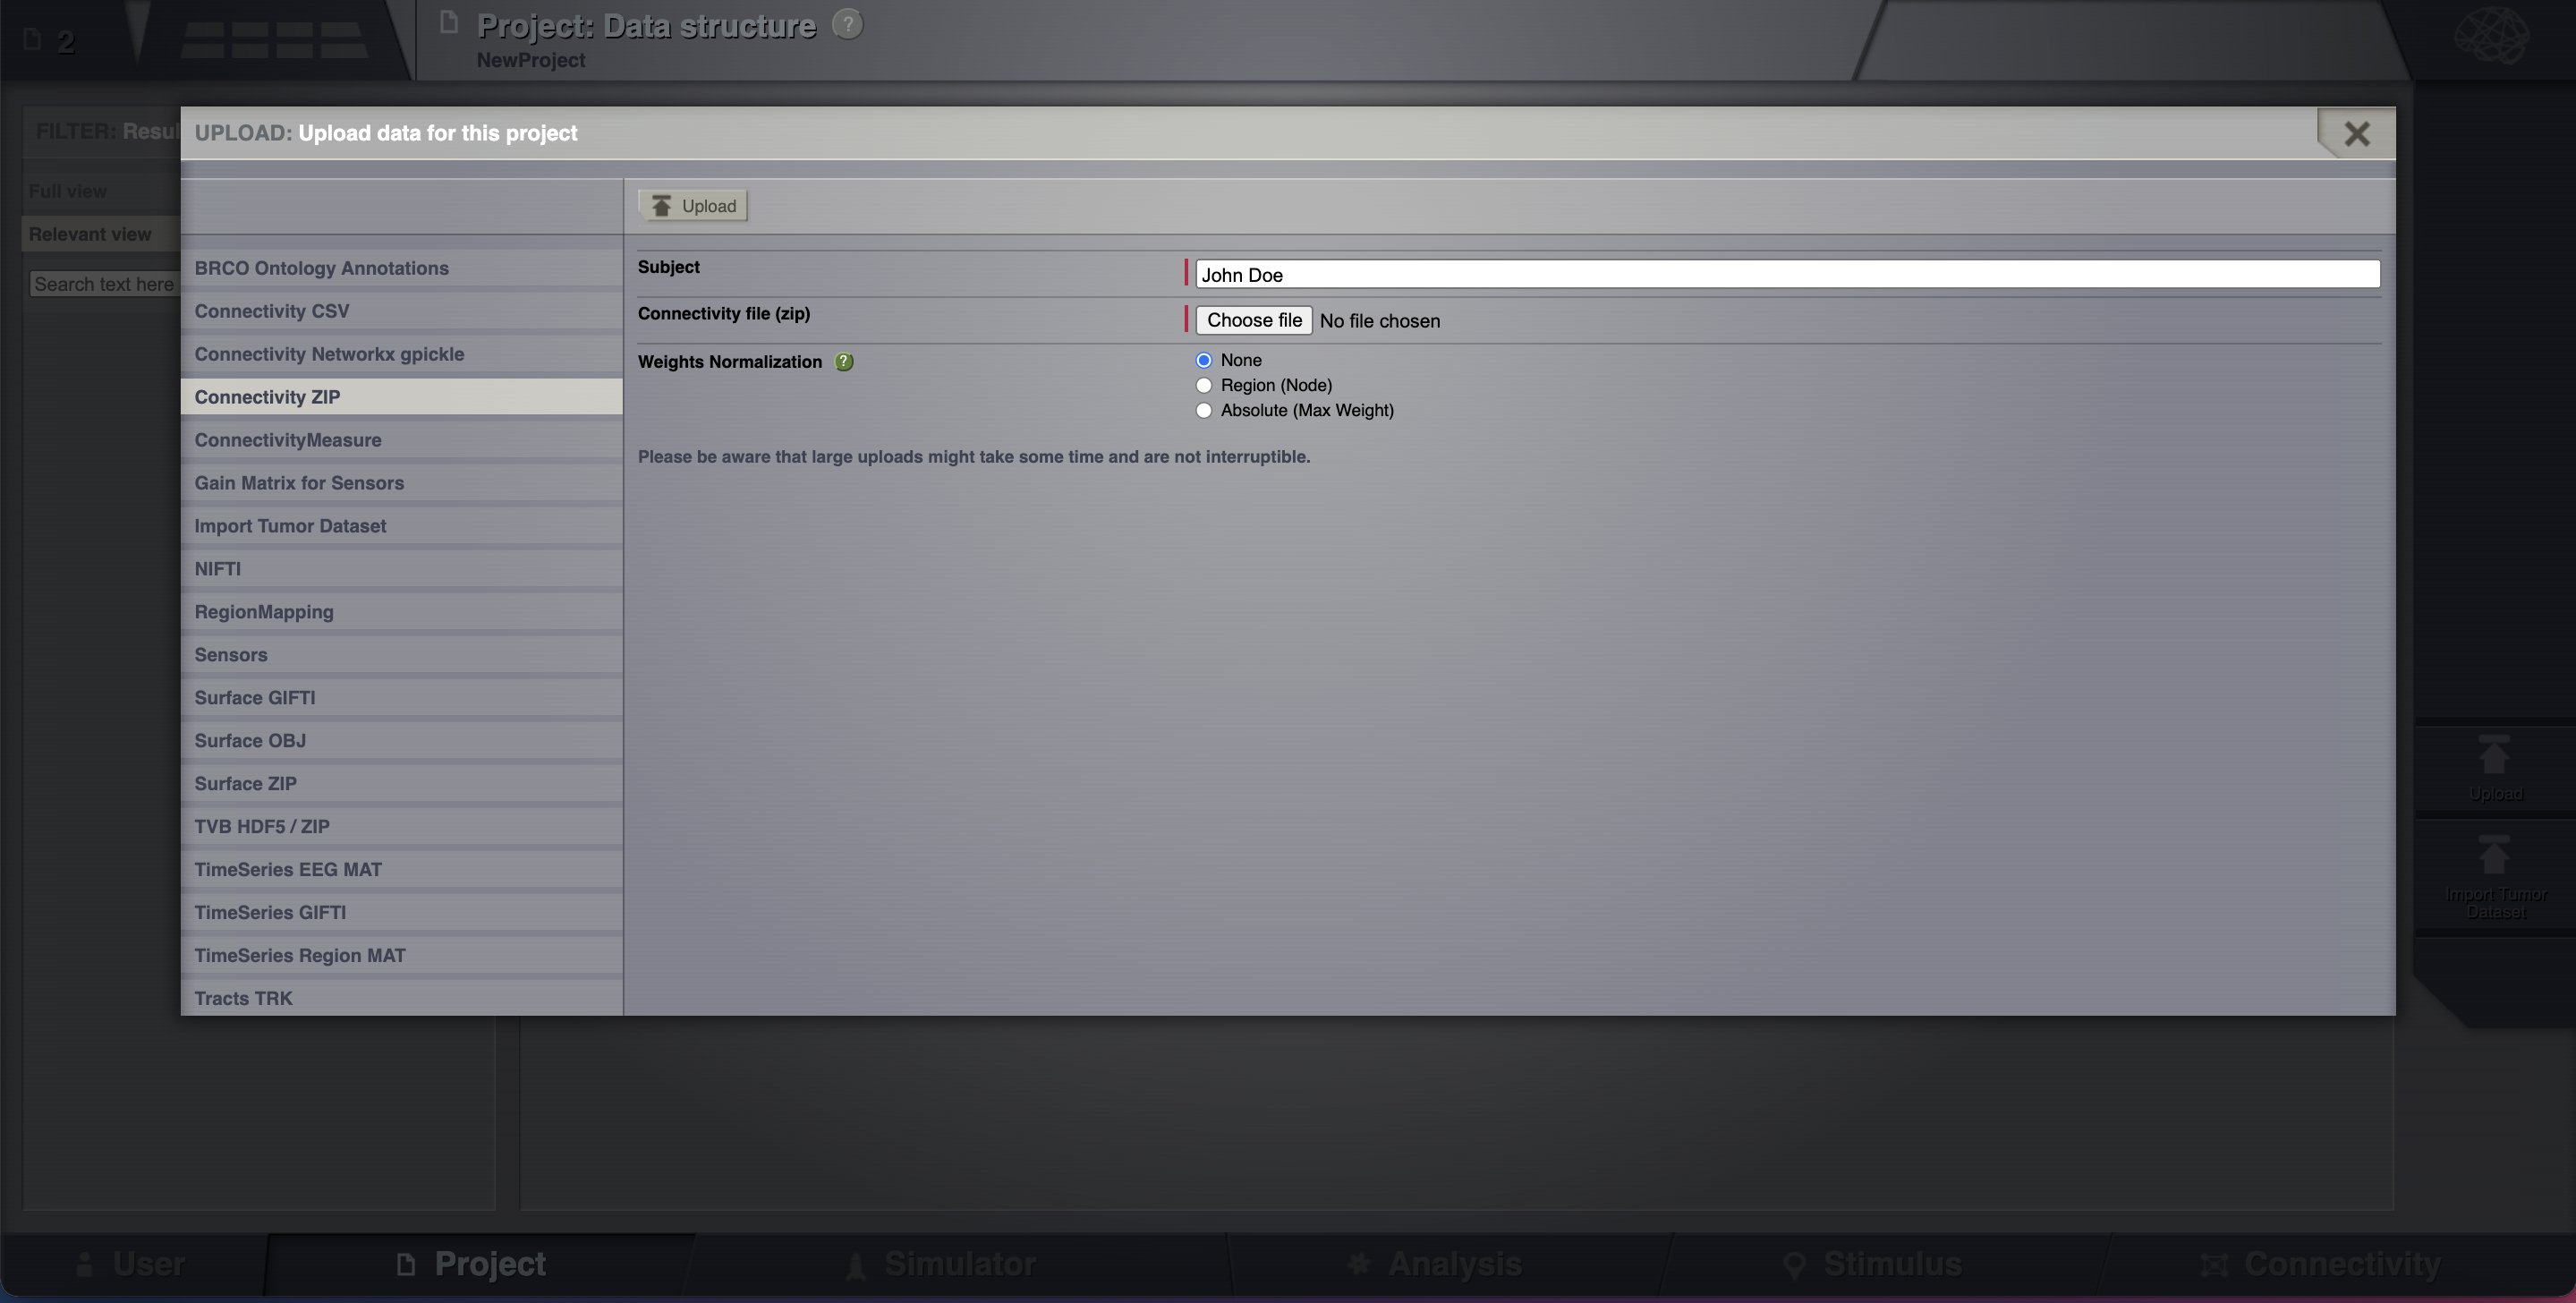 2
Project: Data structure ?
NewProject
FILTER: Resul
Full view
Relevant view
Search text here
UPLOAD: Upload data for this project
Upload
BRCO Ontology Annotations
Connectivity CSV
Connectivity Networkx gpickle
Connectivity ZIP
ConnectivityMeasure
Gain Matrix for Sensors
Import Tumor Dataset
NIFTI
RegionMapping
Sensors
Surface GIFTI
Surface OBJ
Surface ZIP
TVB HDF5 / ZIP
TimeSeries EEG MAT
TimeSeries GIFTI
TimeSeries Region MAT
Tracts TRK
Subject
John Doe
Connectivity file (zip)
Choose file No file chosen
Weights Normalization ?
None
Region (Node)
Absolute (Max Weight)
Please be aware that large uploads might take some time and are not interruptible.
Upload
Import Tumor
Dataset
User
Project
Simulator
Analysis
Stimulus
Connectivity